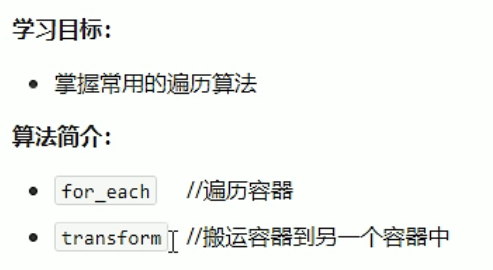 学习目标：
掌握常用的遍历算法
算法简介：
for_each //遍历容器
transform //搬运容器到另一个容器中